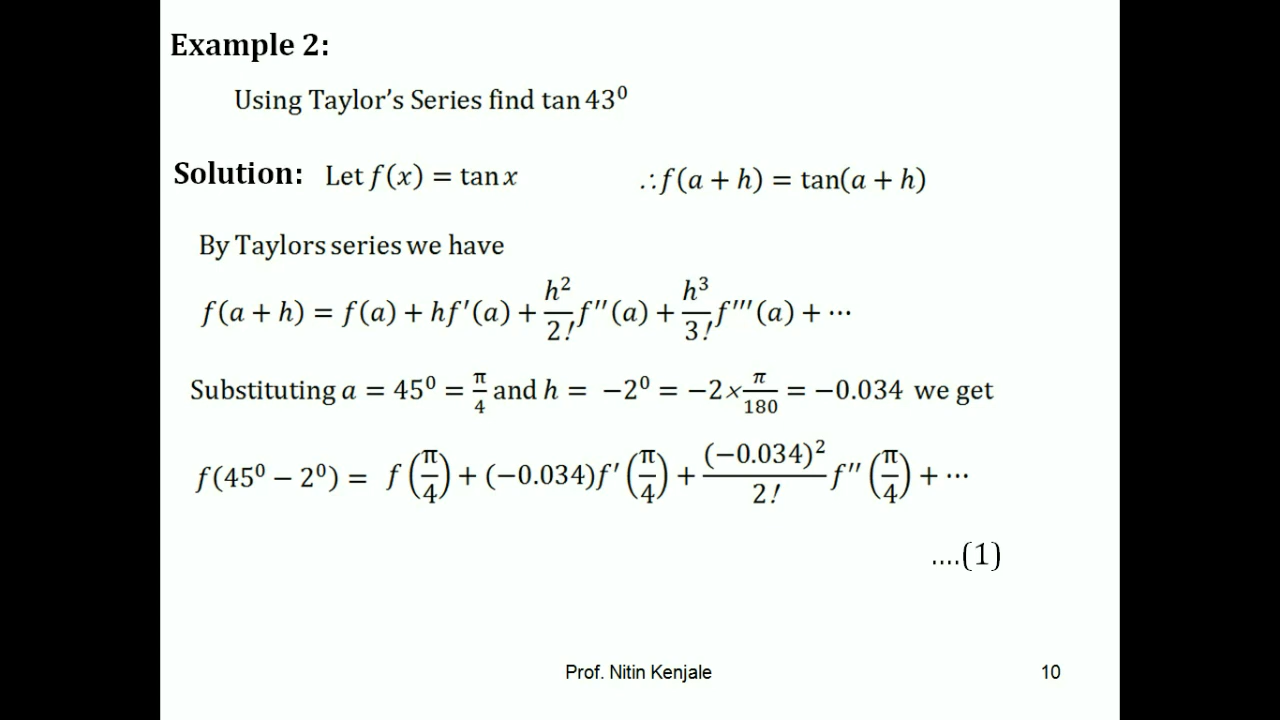 Example 2:
Using Taylor's Series find tan 43⁰
Solution: Let f(x) = tan x ∴f(a + h) = tan(a + h)
By Taylors series we have
f(a + h) = f(a) + hf′(a) + h²/2! f′′(a) + h³/3! f′′′(a) + ⋯
Substituting a = 45⁰ = π/4 and h = −2⁰ = −2×π/180 = −0.034 we get
f(45⁰ − 2⁰) = f(π/4) + (−0.034)f′(π/4) + (−0.034)²/2! f′′(π/4) + ⋯
....(1)
Prof. Nitin Kenjale 10